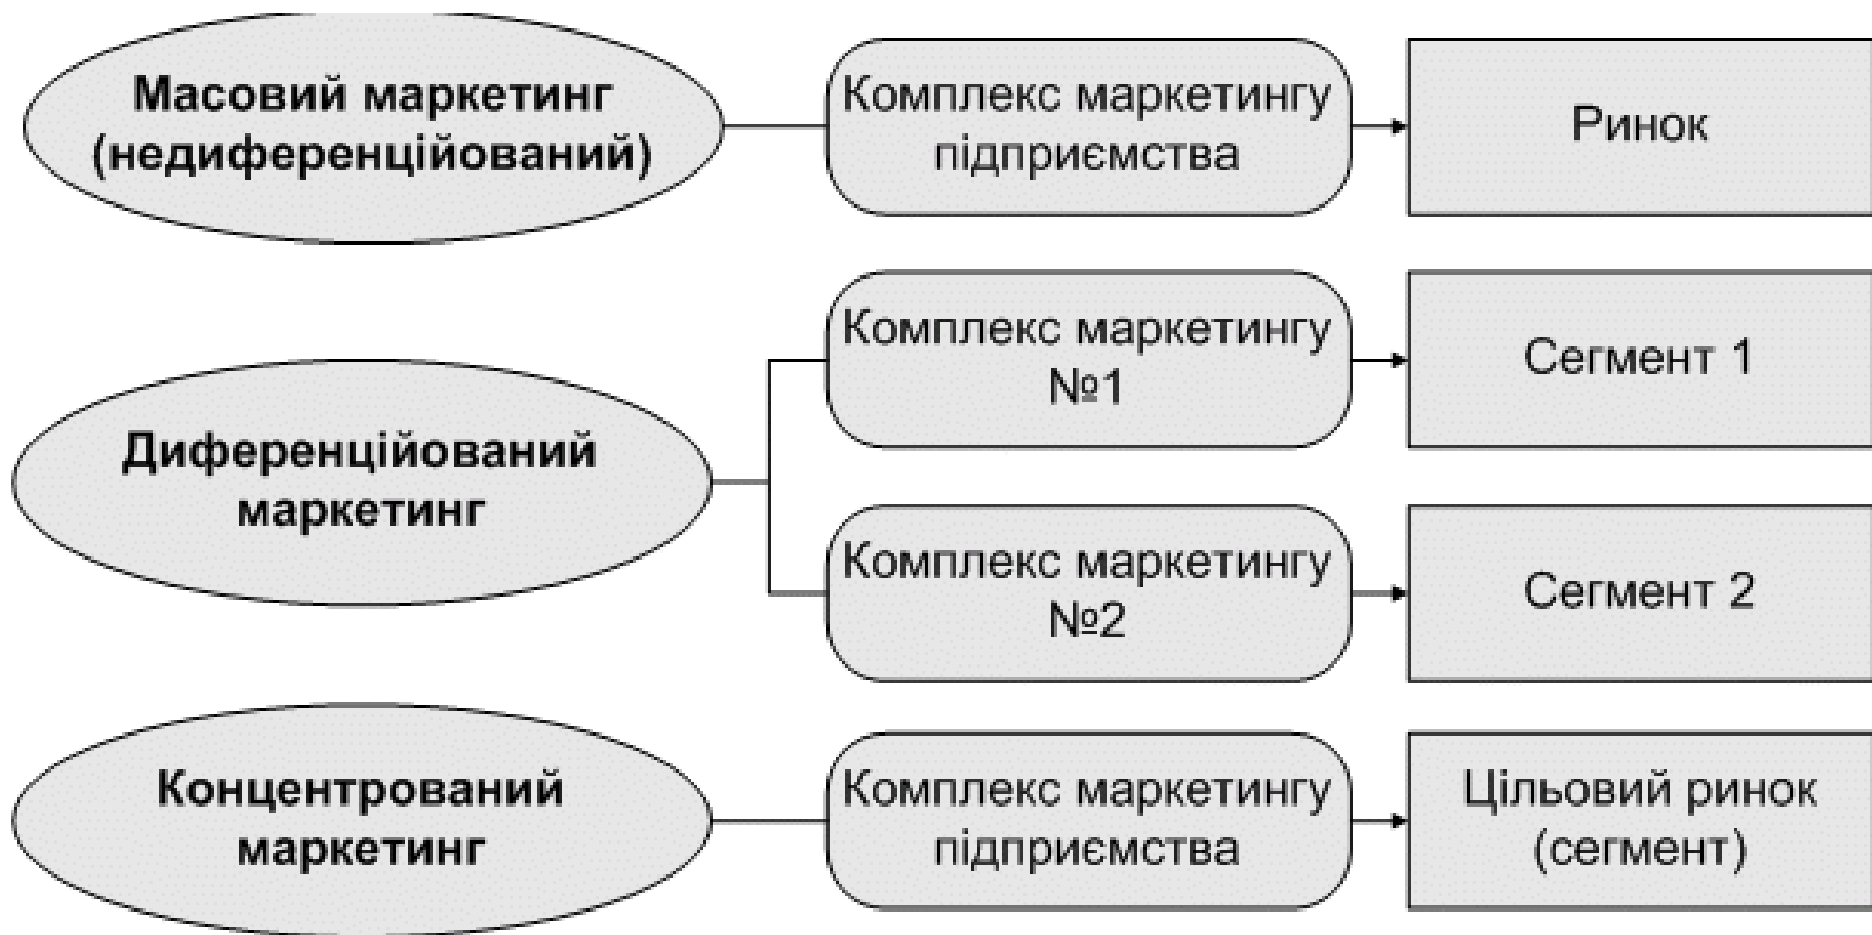 Масовий маркетинг
(недиференційований)
Комплекс маркетингу
підприємства
Ринок
Диференційований
маркетинг
Комплекс маркетингу
№1
Сегмент 1
Комплекс маркетингу
№2
Сегмент 2
Концентрований
маркетинг
Комплекс маркетингу
підприємства
Цільовий ринок
(сегмент)